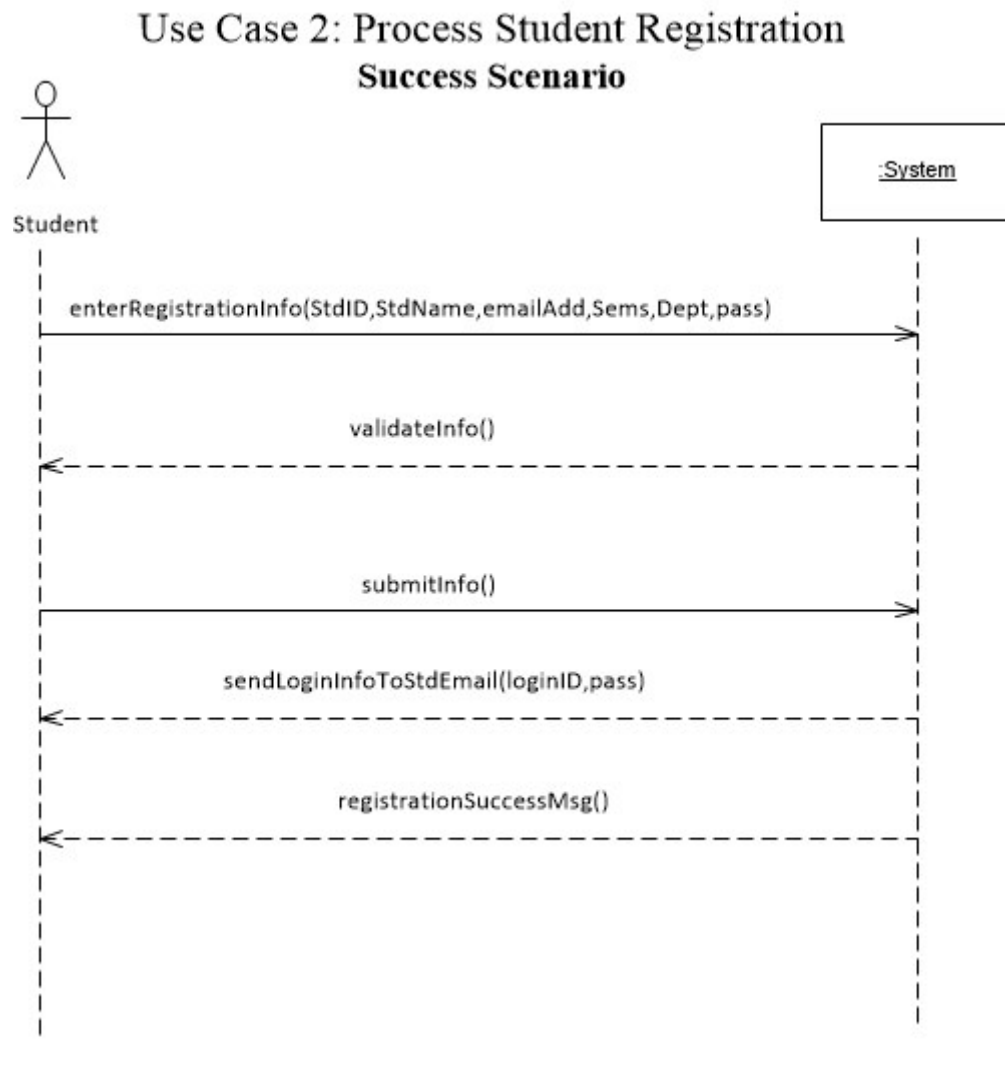 Use Case 2: Process Student Registration
Success Scenario
:System
Student
enterRegistrationInfo(StdID,StdName,emailAdd,Sems,Dept,pass)
validateInfo()
submitInfo()
sendLoginInfoToStdEmail(loginID,pass)
registrationSuccessMsg()